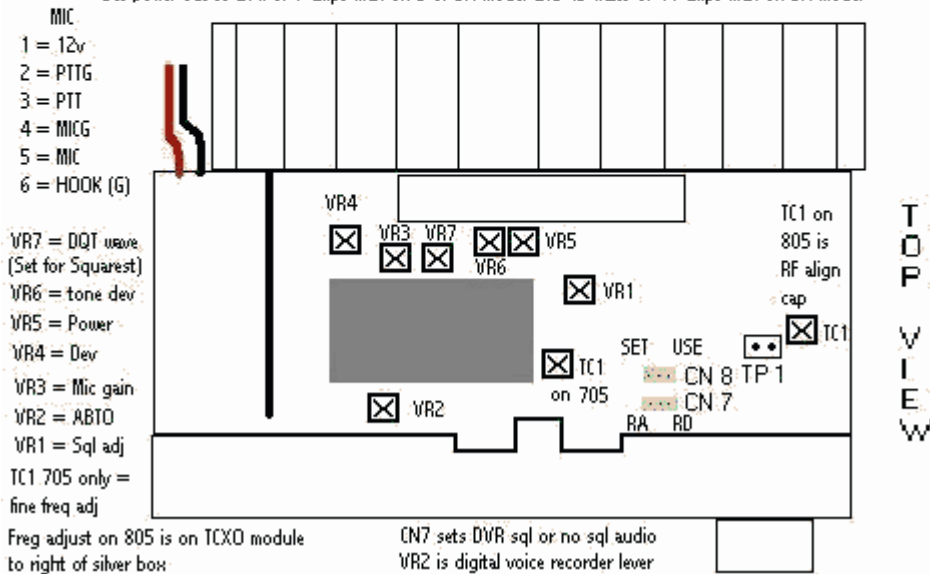 MIC
1 = 12v
2 = PTTG
3 = PTT
4 = MICG
5 = MIC
6 = HOOK (G)
VR7 = DQT wave
(Set for Squarest)
VR6 = tone dev
VR5 = Power
VR4 = Dev
VR3 = Mic gain
VR2 = ABTO
VR1 = Sql adj
TC1 705 only =
fine freq adj
Freq adjust on 805 is on TCXO module
to right of silver box
VR4
VR3 VR7
VR6
VR5
VR1
TC1 on
805 is
RF align
cap
TC1
SET USE
CN 8 TP 1
CN 7
RA RD
TC1
on 705
VR2
CN7 sets DVR sql or no sql audio
VR2 is digital voice recorder lever
TOP VIEW